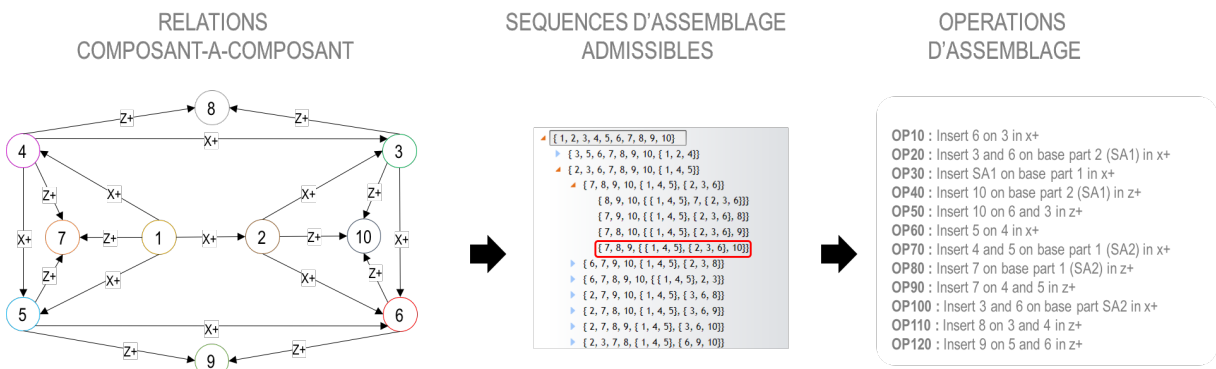 RELATIONS
COMPOSANT-A-COMPOSANT
SEQUENCES D'ASSEMBLAGE
ADMISSIBLES
OPERATIONS
D'ASSEMBLAGE
8
Z+
Z+
X+
4
3
Z+
Z+
X+
X+
X+
X+
7
Z+
1
X+
2
Z+
10
Z+
Z+
X+
X+
5
6
X+
Z+
Z+
9
{ 1, 2, 3, 4, 5, 6, 7, 8, 9, 10}
{ 3, 5, 6, 7, 8, 9, 10, { 1, 2, 4}}
{ 2, 3, 6, 7, 8, 9, 10, { 1, 4, 5}}
{ 7, 8, 9, 10, { 1, 4, 5}, { 2, 3, 6}}
{ 8, 9, 10, { { 1, 4, 5}, 7, { 2, 3, 6}}}
{ 7, 9, 10, { { 1, 4, 5}, { 2, 3, 6}, 8}}
{ 7, 8, 10, { { 1, 4, 5}, { 2, 3, 6}, 9}}
{ 7, 8, 9, { { 1, 4, 5}, { 2, 3, 6}, 10}}
{ 6, 7, 9, 10, { 1, 4, 5}, { 2, 3, 8}}
{ 6, 7, 8, 9, 10, { { 1, 4, 5}, 2, 3}}
{ 2, 7, 9, 10, { 1, 4, 5}, { 3, 6, 8}}
{ 2, 7, 8, 10, { 1, 4, 5}, { 3, 6, 9}}
{ 2, 7, 8, 9, { 1, 4, 5}, { 3, 6, 10}}
{ 2, 3, 7, 8, { 1, 4, 5}, { 6, 9, 10}}
OP10 : Insert 6 on 3 in x+
OP20 : Insert 3 and 6 on base part 2 (SA1) in x+
OP30 : Insert SA1 on base part 1 in x+
OP40 : Insert 10 on base part 2 (SA1) in z+
OP50 : Insert 10 on 6 and 3 in z+
OP60 : Insert 5 on 4 in x+
OP70 : Insert 4 and 5 on base part 1 (SA2) in x+
OP80 : Insert 7 on base part 1 (SA2) in z+
OP90 : Insert 7 on 4 and 5 in z+
OP100 : Insert 3 and 6 on base part SA2 in x+
OP110 : Insert 8 on 3 and 4 in z+
OP120 : Insert 9 on 5 and 6 in z+